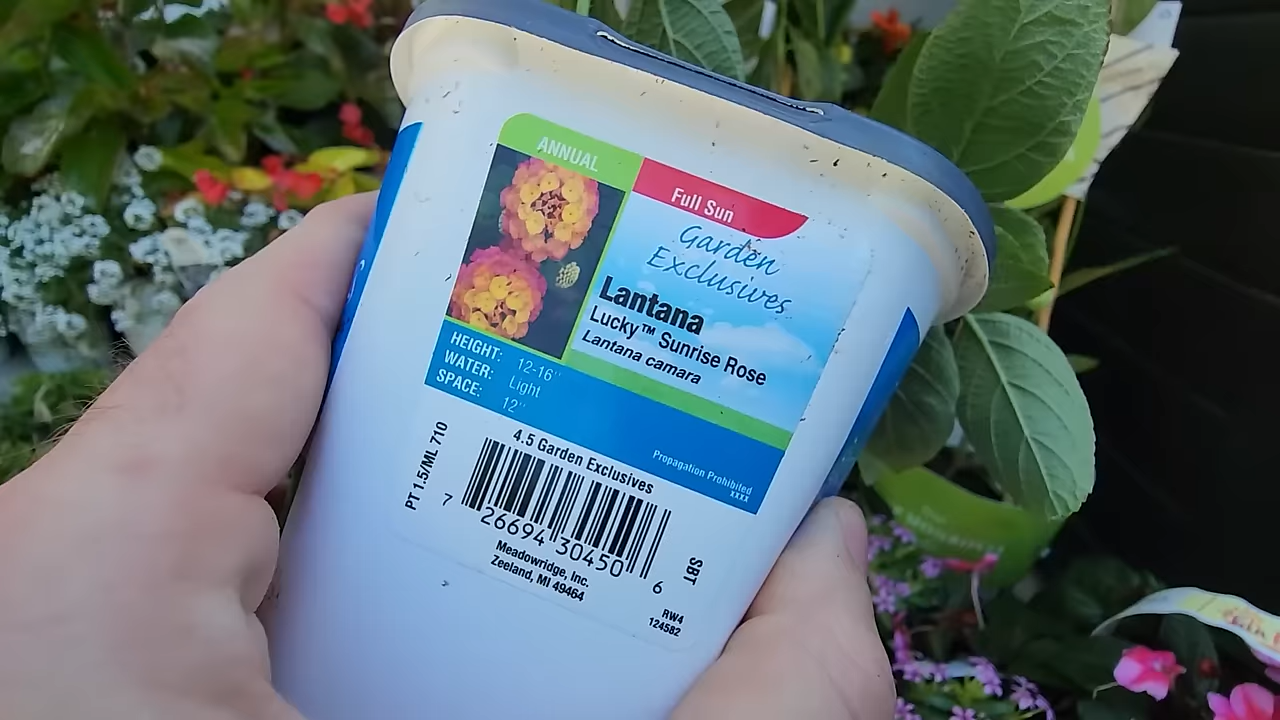 ANNUAL
Full Sun
Garden
Exclusives
Lantana
Lucky™ Sunrise Rose
Lantana camara
HEIGHT: 12-16"
WATER: Light
SPACE: 12"
Propagation Prohibited
xxxx
4.5 Garden Exclusives
PT 1.5/ML 710
7 26694 30450 6
SBT
Meadowridge, Inc.
Zeeland, MI 49464
RW4
124582